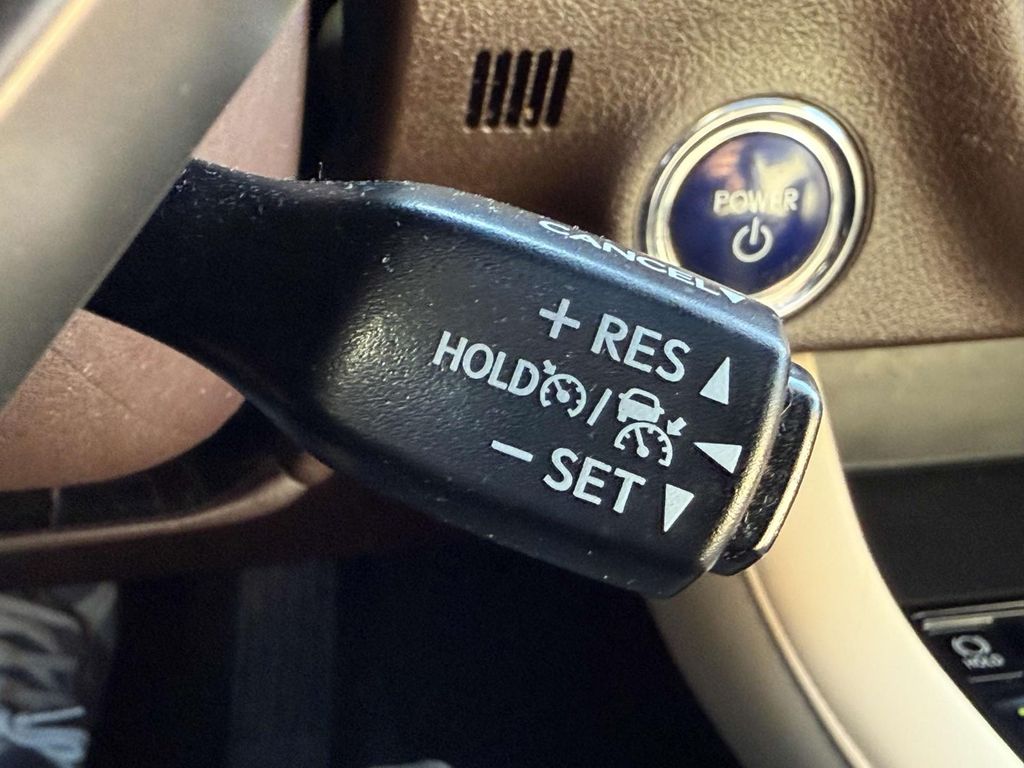 POWER
CANCEL
+ RES
HOLD /
− SET
HOLD